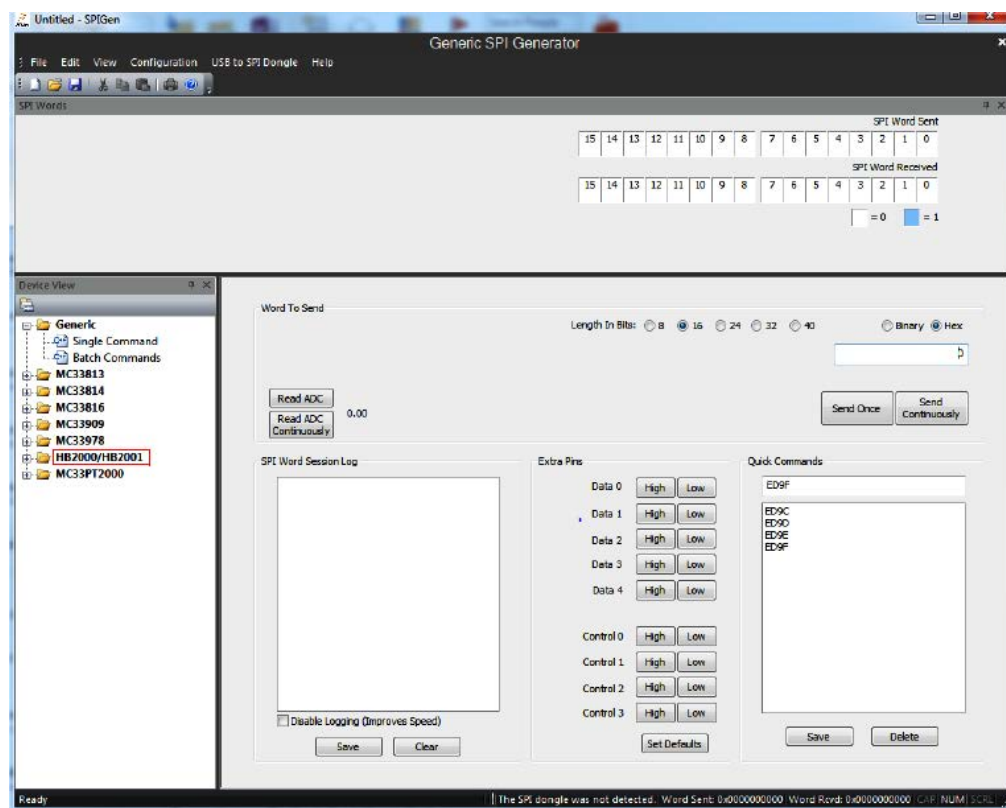 Untitled - SPIGen
Generic SPI Generator
File Edit View Configuration USB to SPI Dongle Help
SPI Words
SPI Word Sent
15 14 13 12 11 10 9 8 7 6 5 4 3 2 1 0
SPI Word Received
15 14 13 12 11 10 9 8 7 6 5 4 3 2 1 0
= 0 = 1
Device View
Generic
Single Command
Batch Commands
MC33813
MC33814
MC33816
MC33909
MC33978
HB2000/HB2001
MC33PT2000
Word To Send
Length In Bits: 8 16 24 32 40 Binary Hex
Read ADC
Read ADC Continuously
0.00
Send Once
Send Continuously
SPI Word Session Log
Disable Logging (Improves Speed)
Save Clear
Extra Pins
Data 0 High Low
Data 1 High Low
Data 2 High Low
Data 3 High Low
Data 4 High Low
Control 0 High Low
Control 1 High Low
Control 2 High Low
Control 3 High Low
Set Defaults
Quick Commands
ED9F
ED9C
ED9D
ED9E
ED9F
Save Delete
Ready
The SPI dongle was not detected. Word Sent: 0x0000000000 Word Rcvd: 0x0000000000 CAP NUM SCRL